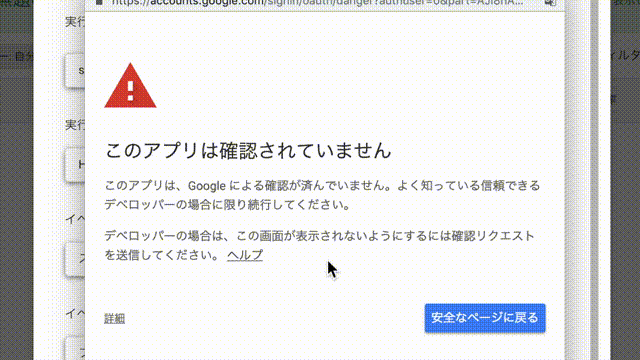 https://accounts.google.com/signin/oauth/danger?authuser=0&part=AJi8hA...
実行
このアプリは確認されていません
実行
このアプリは、Google による確認が済んでいません。よく知っている信頼できる
デベロッパーの場合に限り続行してください。
イベ
デベロッパーの場合は、この画面が表示されないようにするには確認リクエスト
を送信してください。 ヘルプ
イベ
詳細
安全なページに戻る